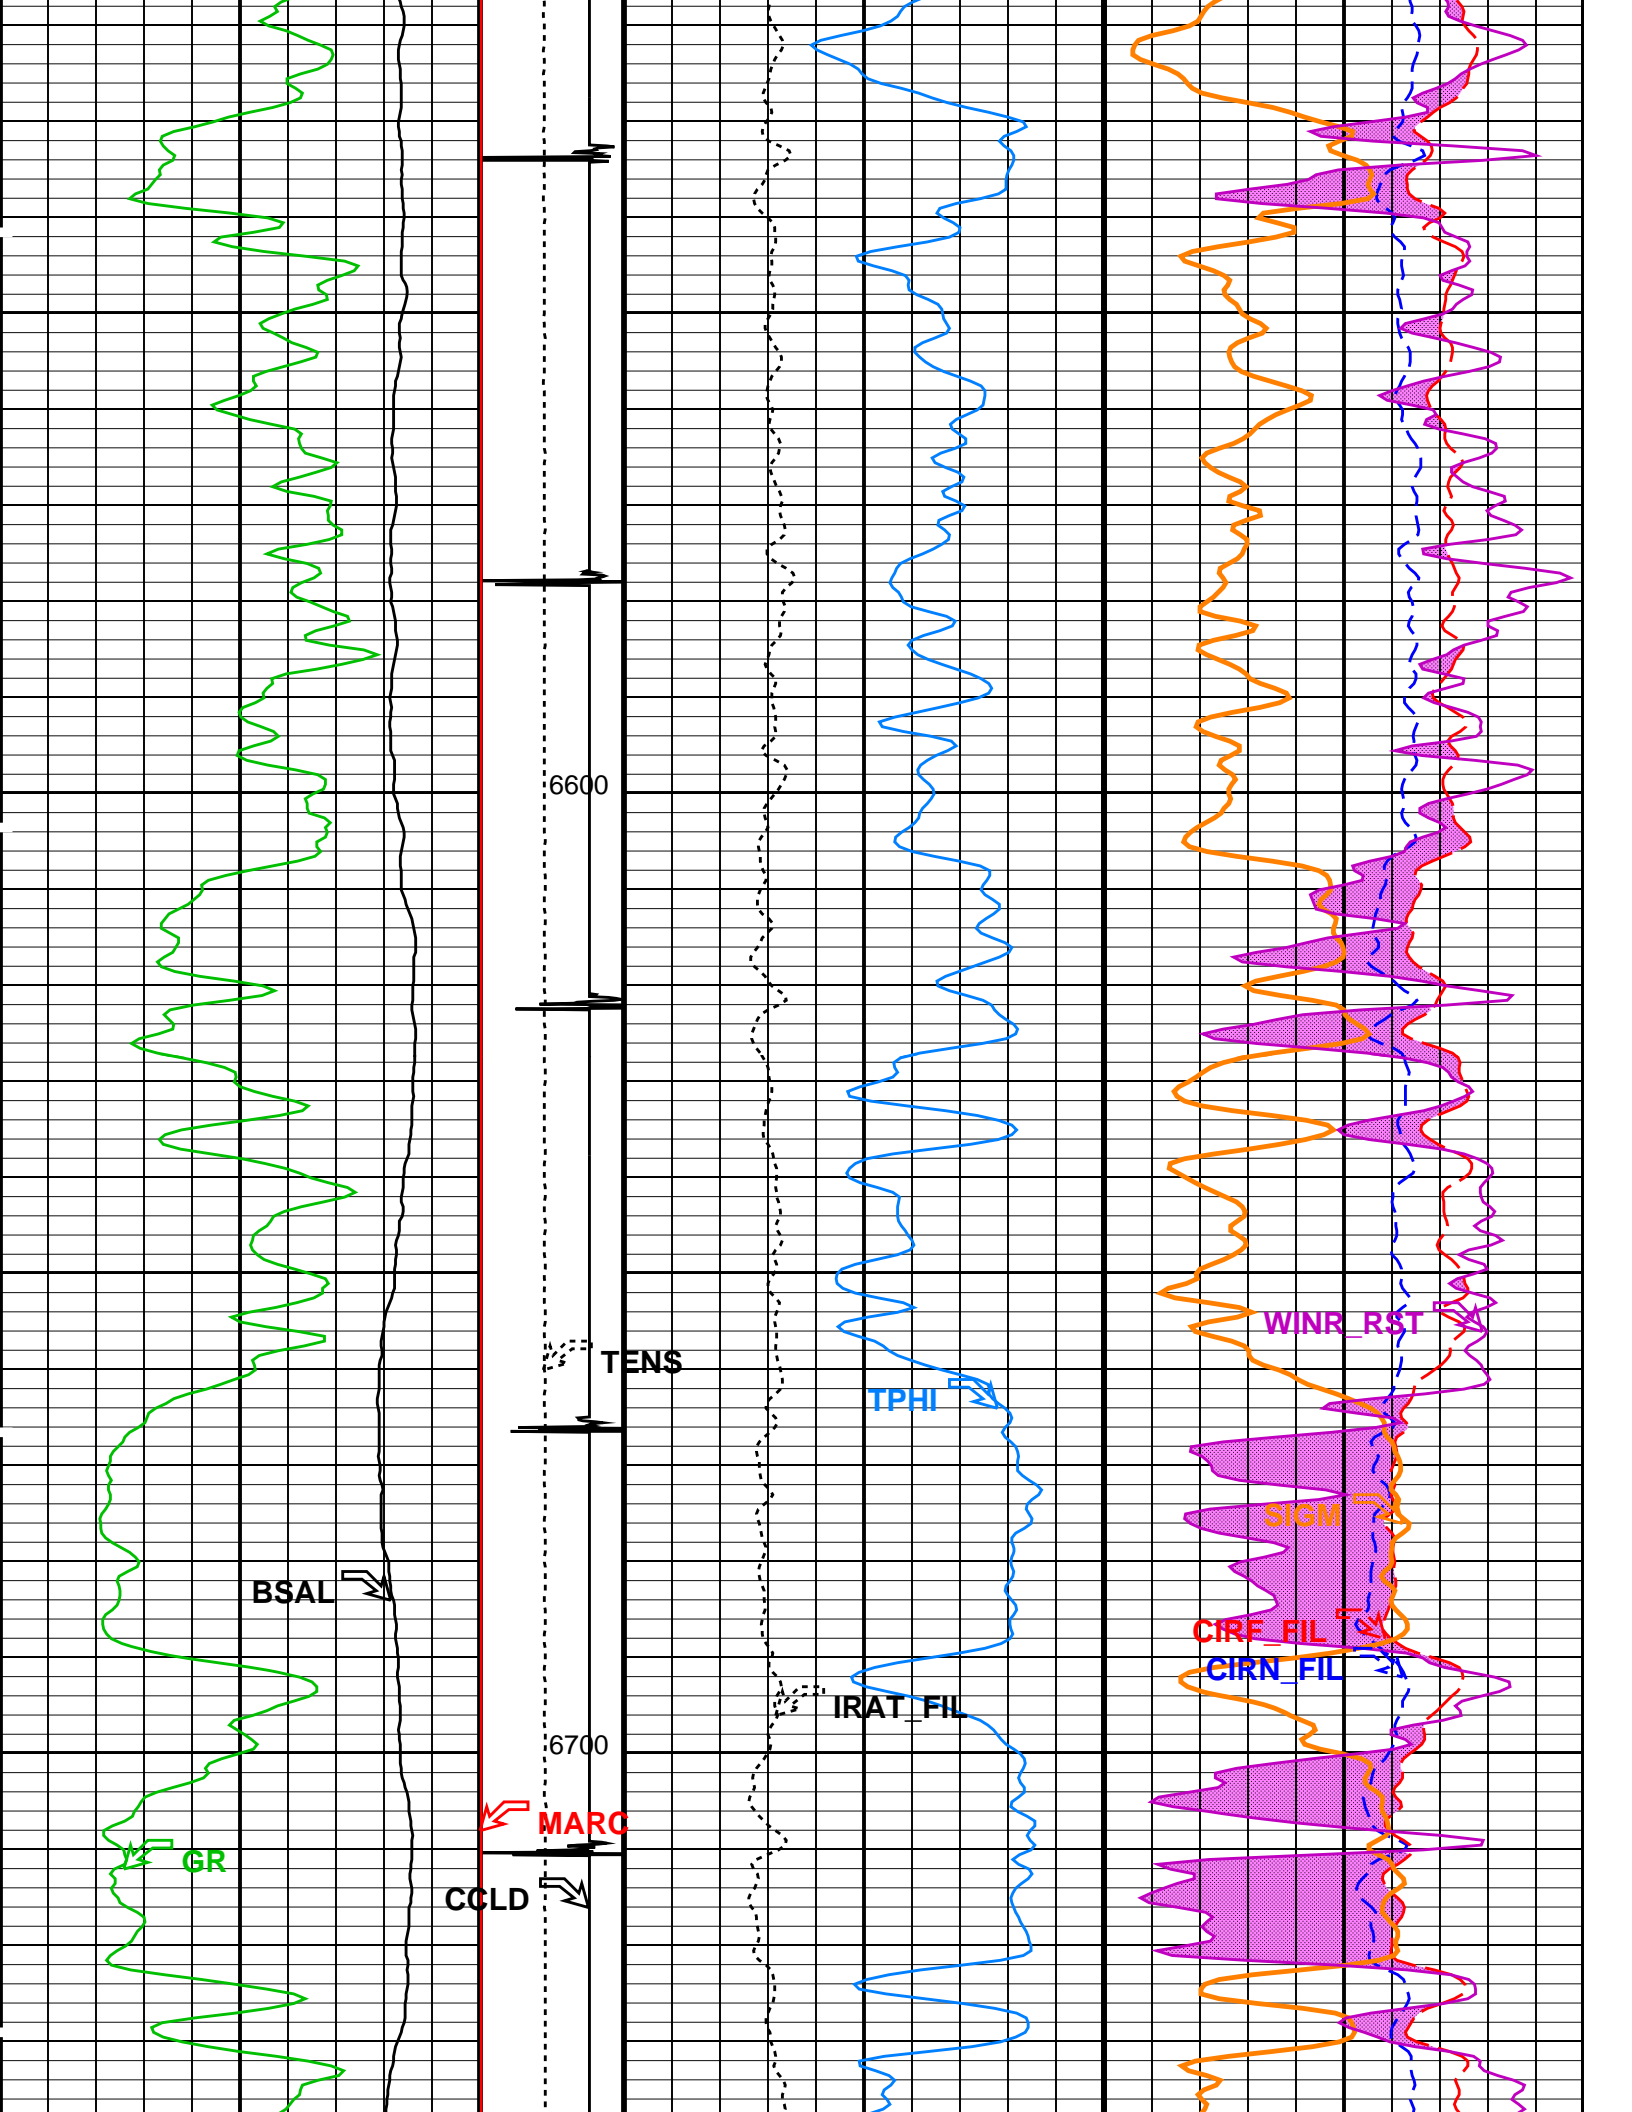 6600
WINR_RST
TENS
TPHI
SIGM
BSAL
CIRF_FIL
CIRN_FIL
IRAT_FIL
6700
MARC
GR
CCLD